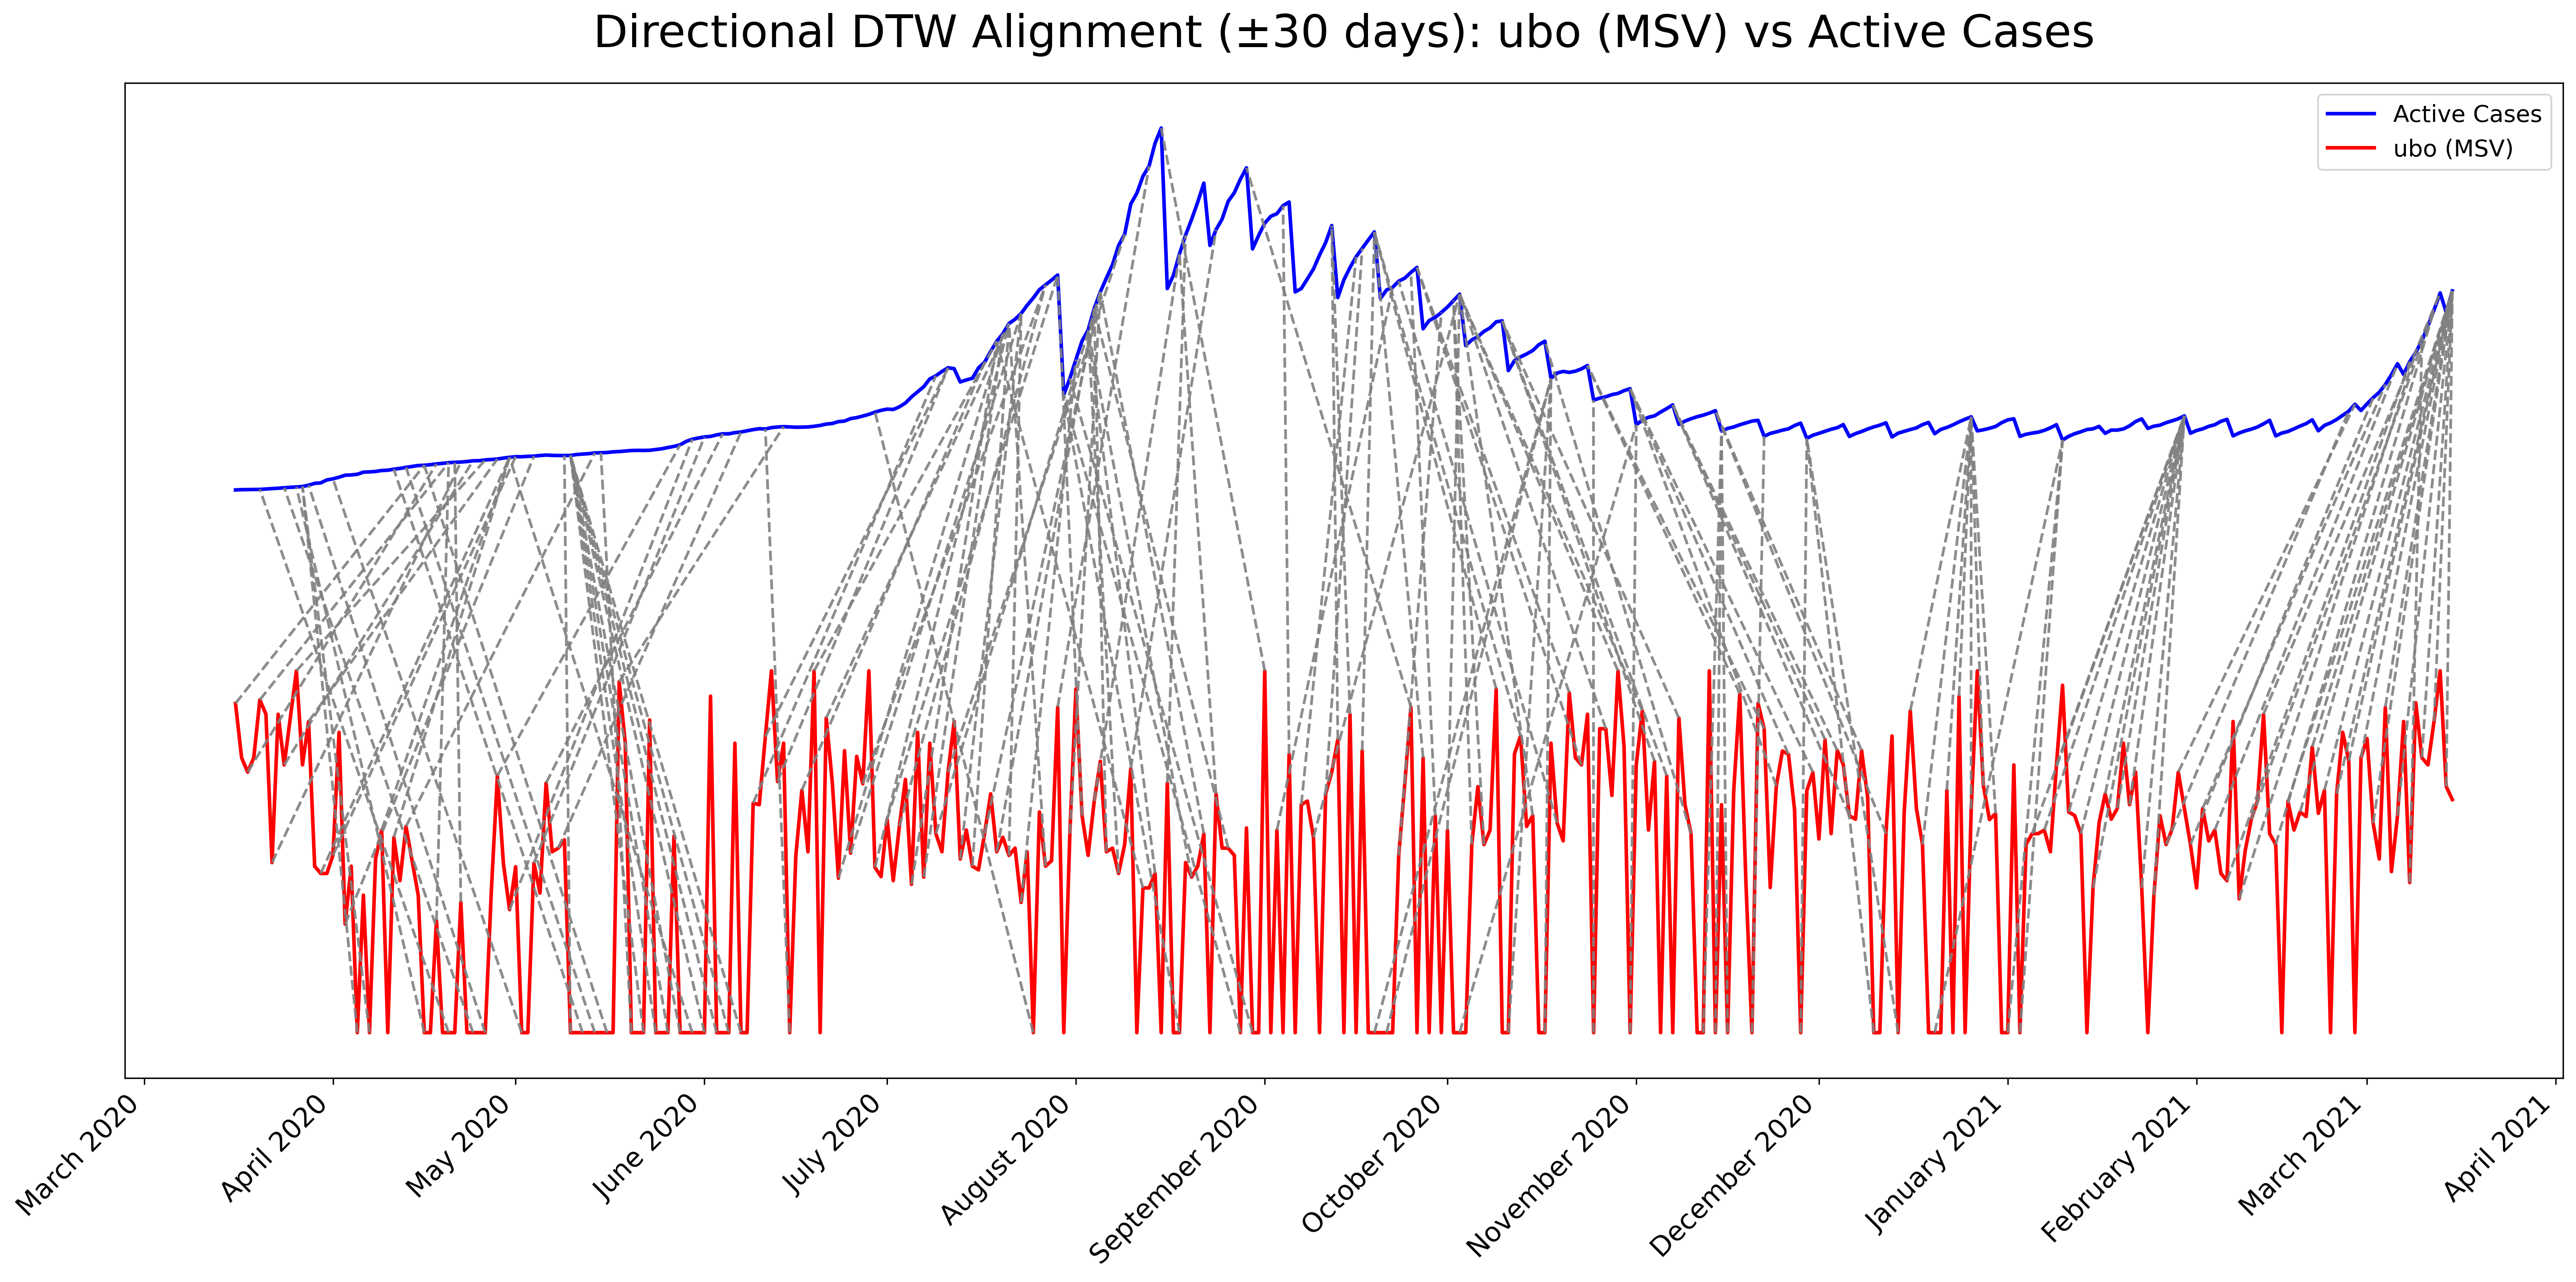 Directional DTW Alignment (±30 days): ubo (MSV) vs Active Cases
Active Cases
ubo (MSV)
March 2020
April 2020
May 2020
June 2020
July 2020
August 2020
September 2020
October 2020
November 2020
December 2020
January 2021
February 2021
March 2021
April 2021